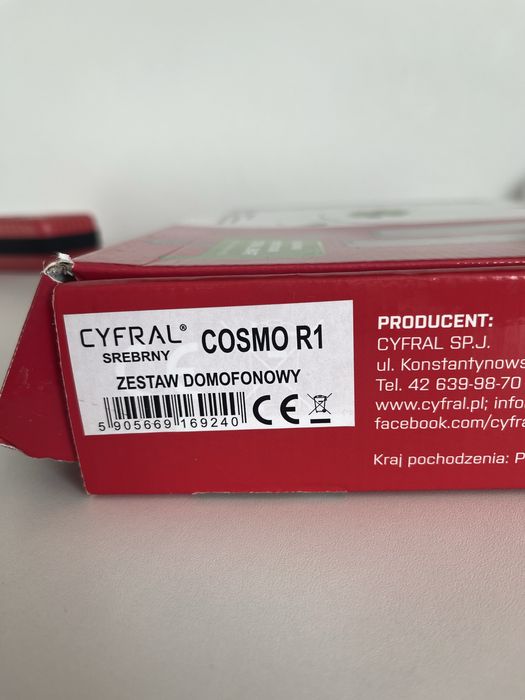 CYFRAL®
SREBRNY
COSMO R1
ZESTAW DOMOFONOWY
5 905669 169240
CE
PRODUCENT:
CYFRAL SP.J.
ul. Konstantynows
Tel. 42 639-98-70
www.cyfral.pl; info
facebook.com/cyfra
Kraj pochodzenia: P